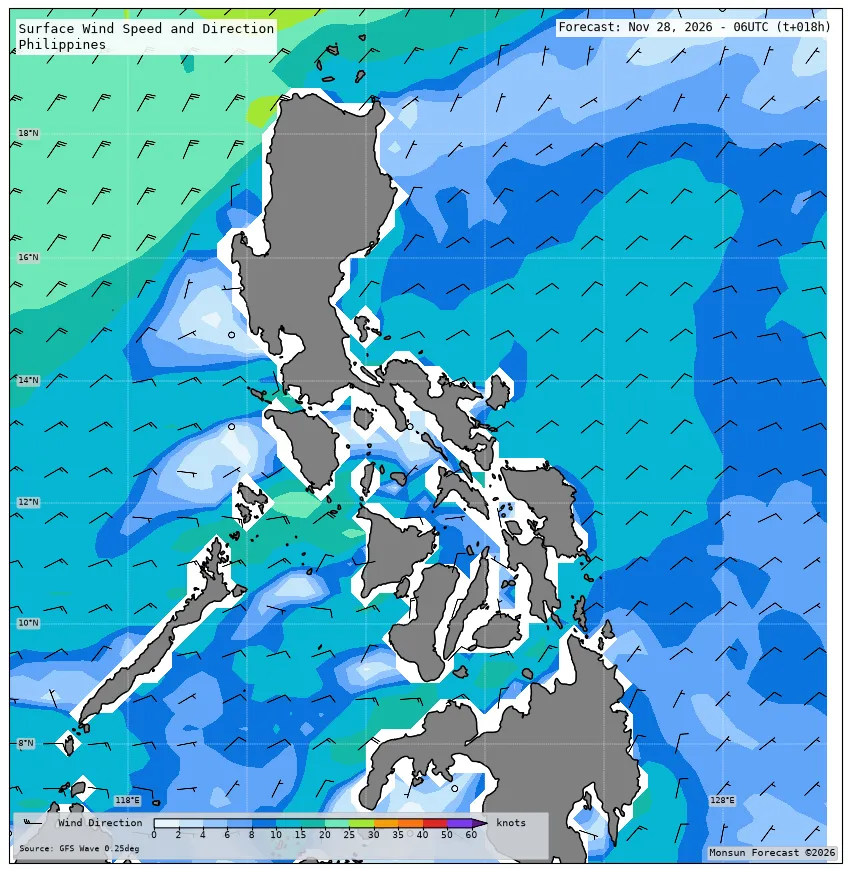 Surface Wind Speed and Direction
Philippines
Forecast: Nov 28, 2026 - 06UTC (t+018h)
18°N
16°N
14°N
12°N
10°N
8°N
118°E
128°E
Wind Direction
knots
0 2 4 6 8 10 15 20 25 30 35 40 50 60
Source: GFS Wave 0.25deg
Monsun Forecast ©2026